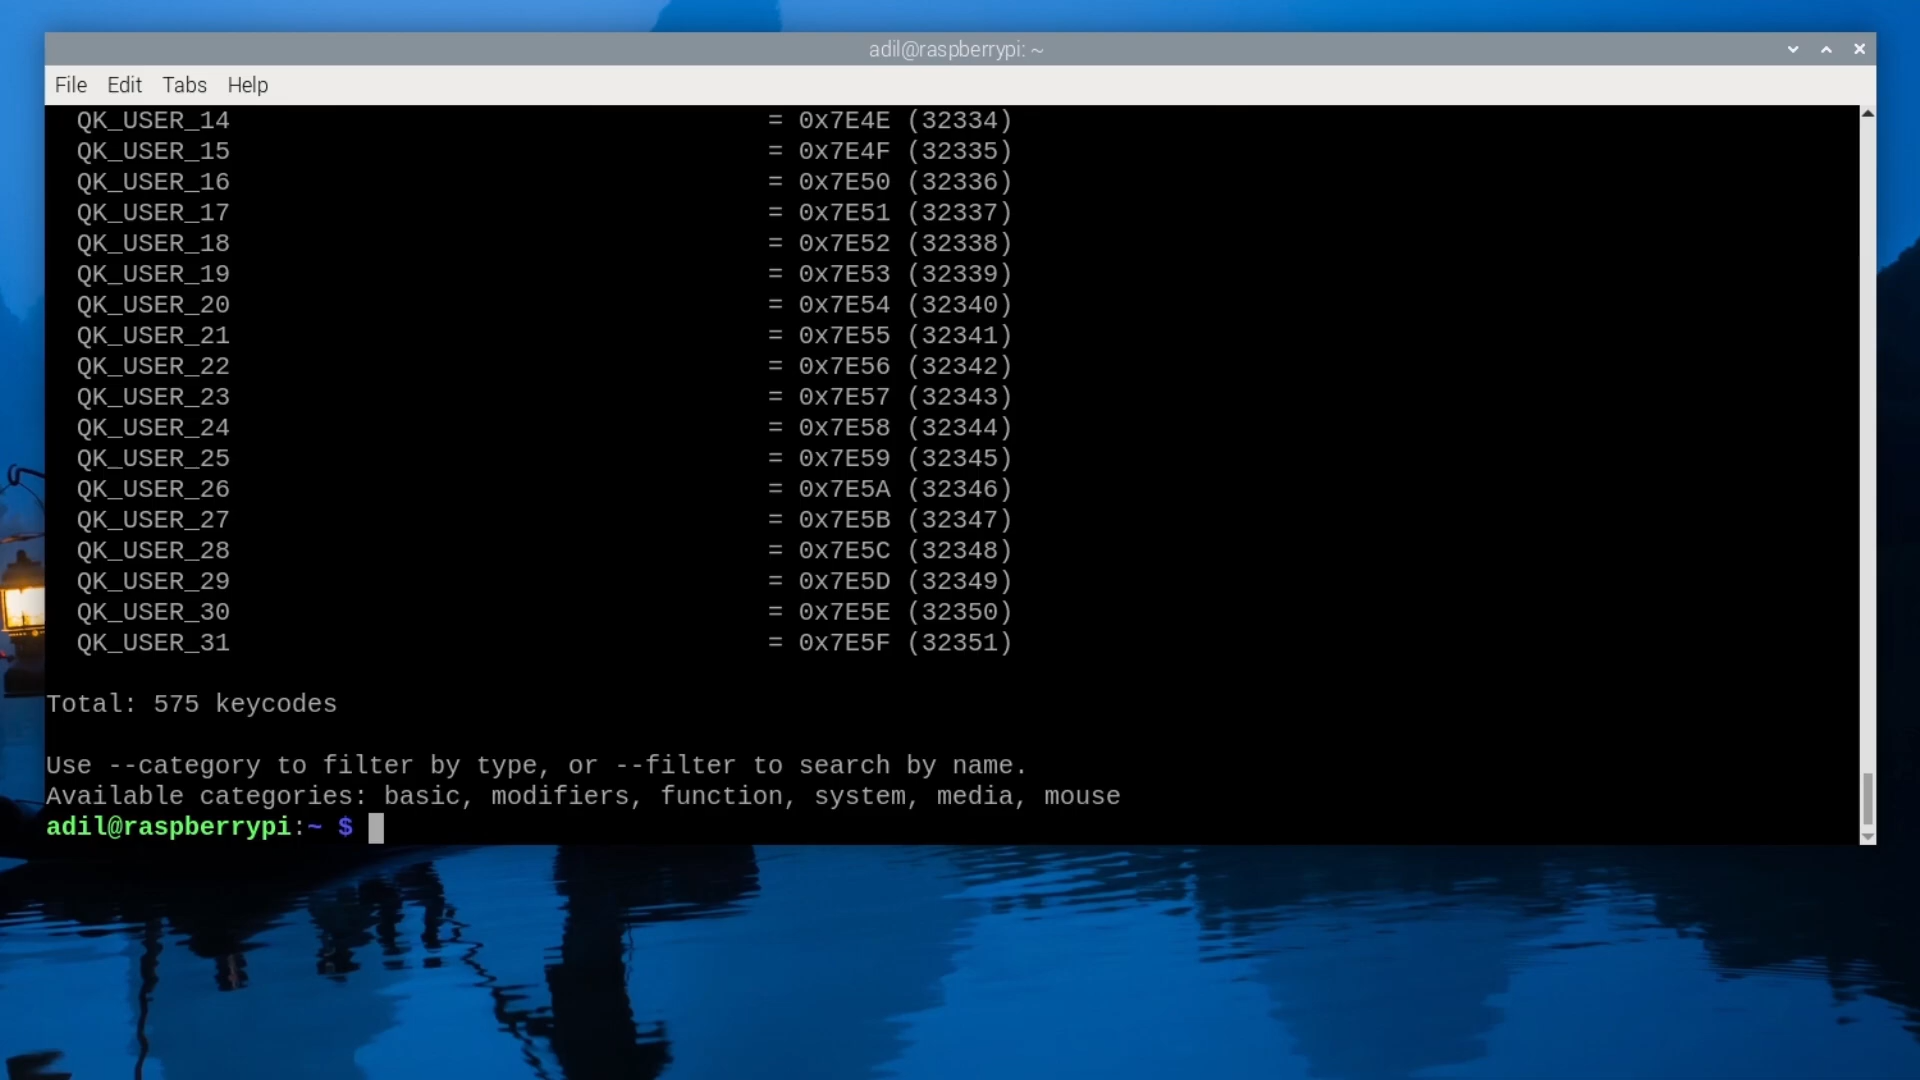 adil@raspberrypi: ~
File Edit Tabs Help
QK_USER_14 = 0x7E4E (32334)
QK_USER_15 = 0x7E4F (32335)
QK_USER_16 = 0x7E50 (32336)
QK_USER_17 = 0x7E51 (32337)
QK_USER_18 = 0x7E52 (32338)
QK_USER_19 = 0x7E53 (32339)
QK_USER_20 = 0x7E54 (32340)
QK_USER_21 = 0x7E55 (32341)
QK_USER_22 = 0x7E56 (32342)
QK_USER_23 = 0x7E57 (32343)
QK_USER_24 = 0x7E58 (32344)
QK_USER_25 = 0x7E59 (32345)
QK_USER_26 = 0x7E5A (32346)
QK_USER_27 = 0x7E5B (32347)
QK_USER_28 = 0x7E5C (32348)
QK_USER_29 = 0x7E5D (32349)
QK_USER_30 = 0x7E5E (32350)
QK_USER_31 = 0x7E5F (32351)
Total: 575 keycodes
Use --category to filter by type, or --filter to search by name.
Available categories: basic, modifiers, function, system, media, mouse
adil@raspberrypi:~ $